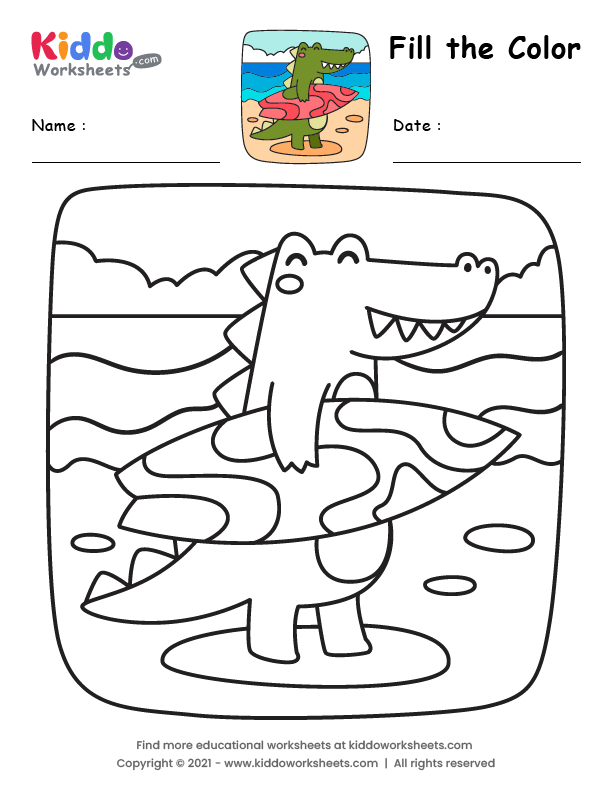 Kiddo
Worksheets.com
Fill the Color
Name :
Date :
Find more educational worksheets at kiddoworksheets.com
Copyright © 2021 - www.kiddoworksheets.com | All rights reserved